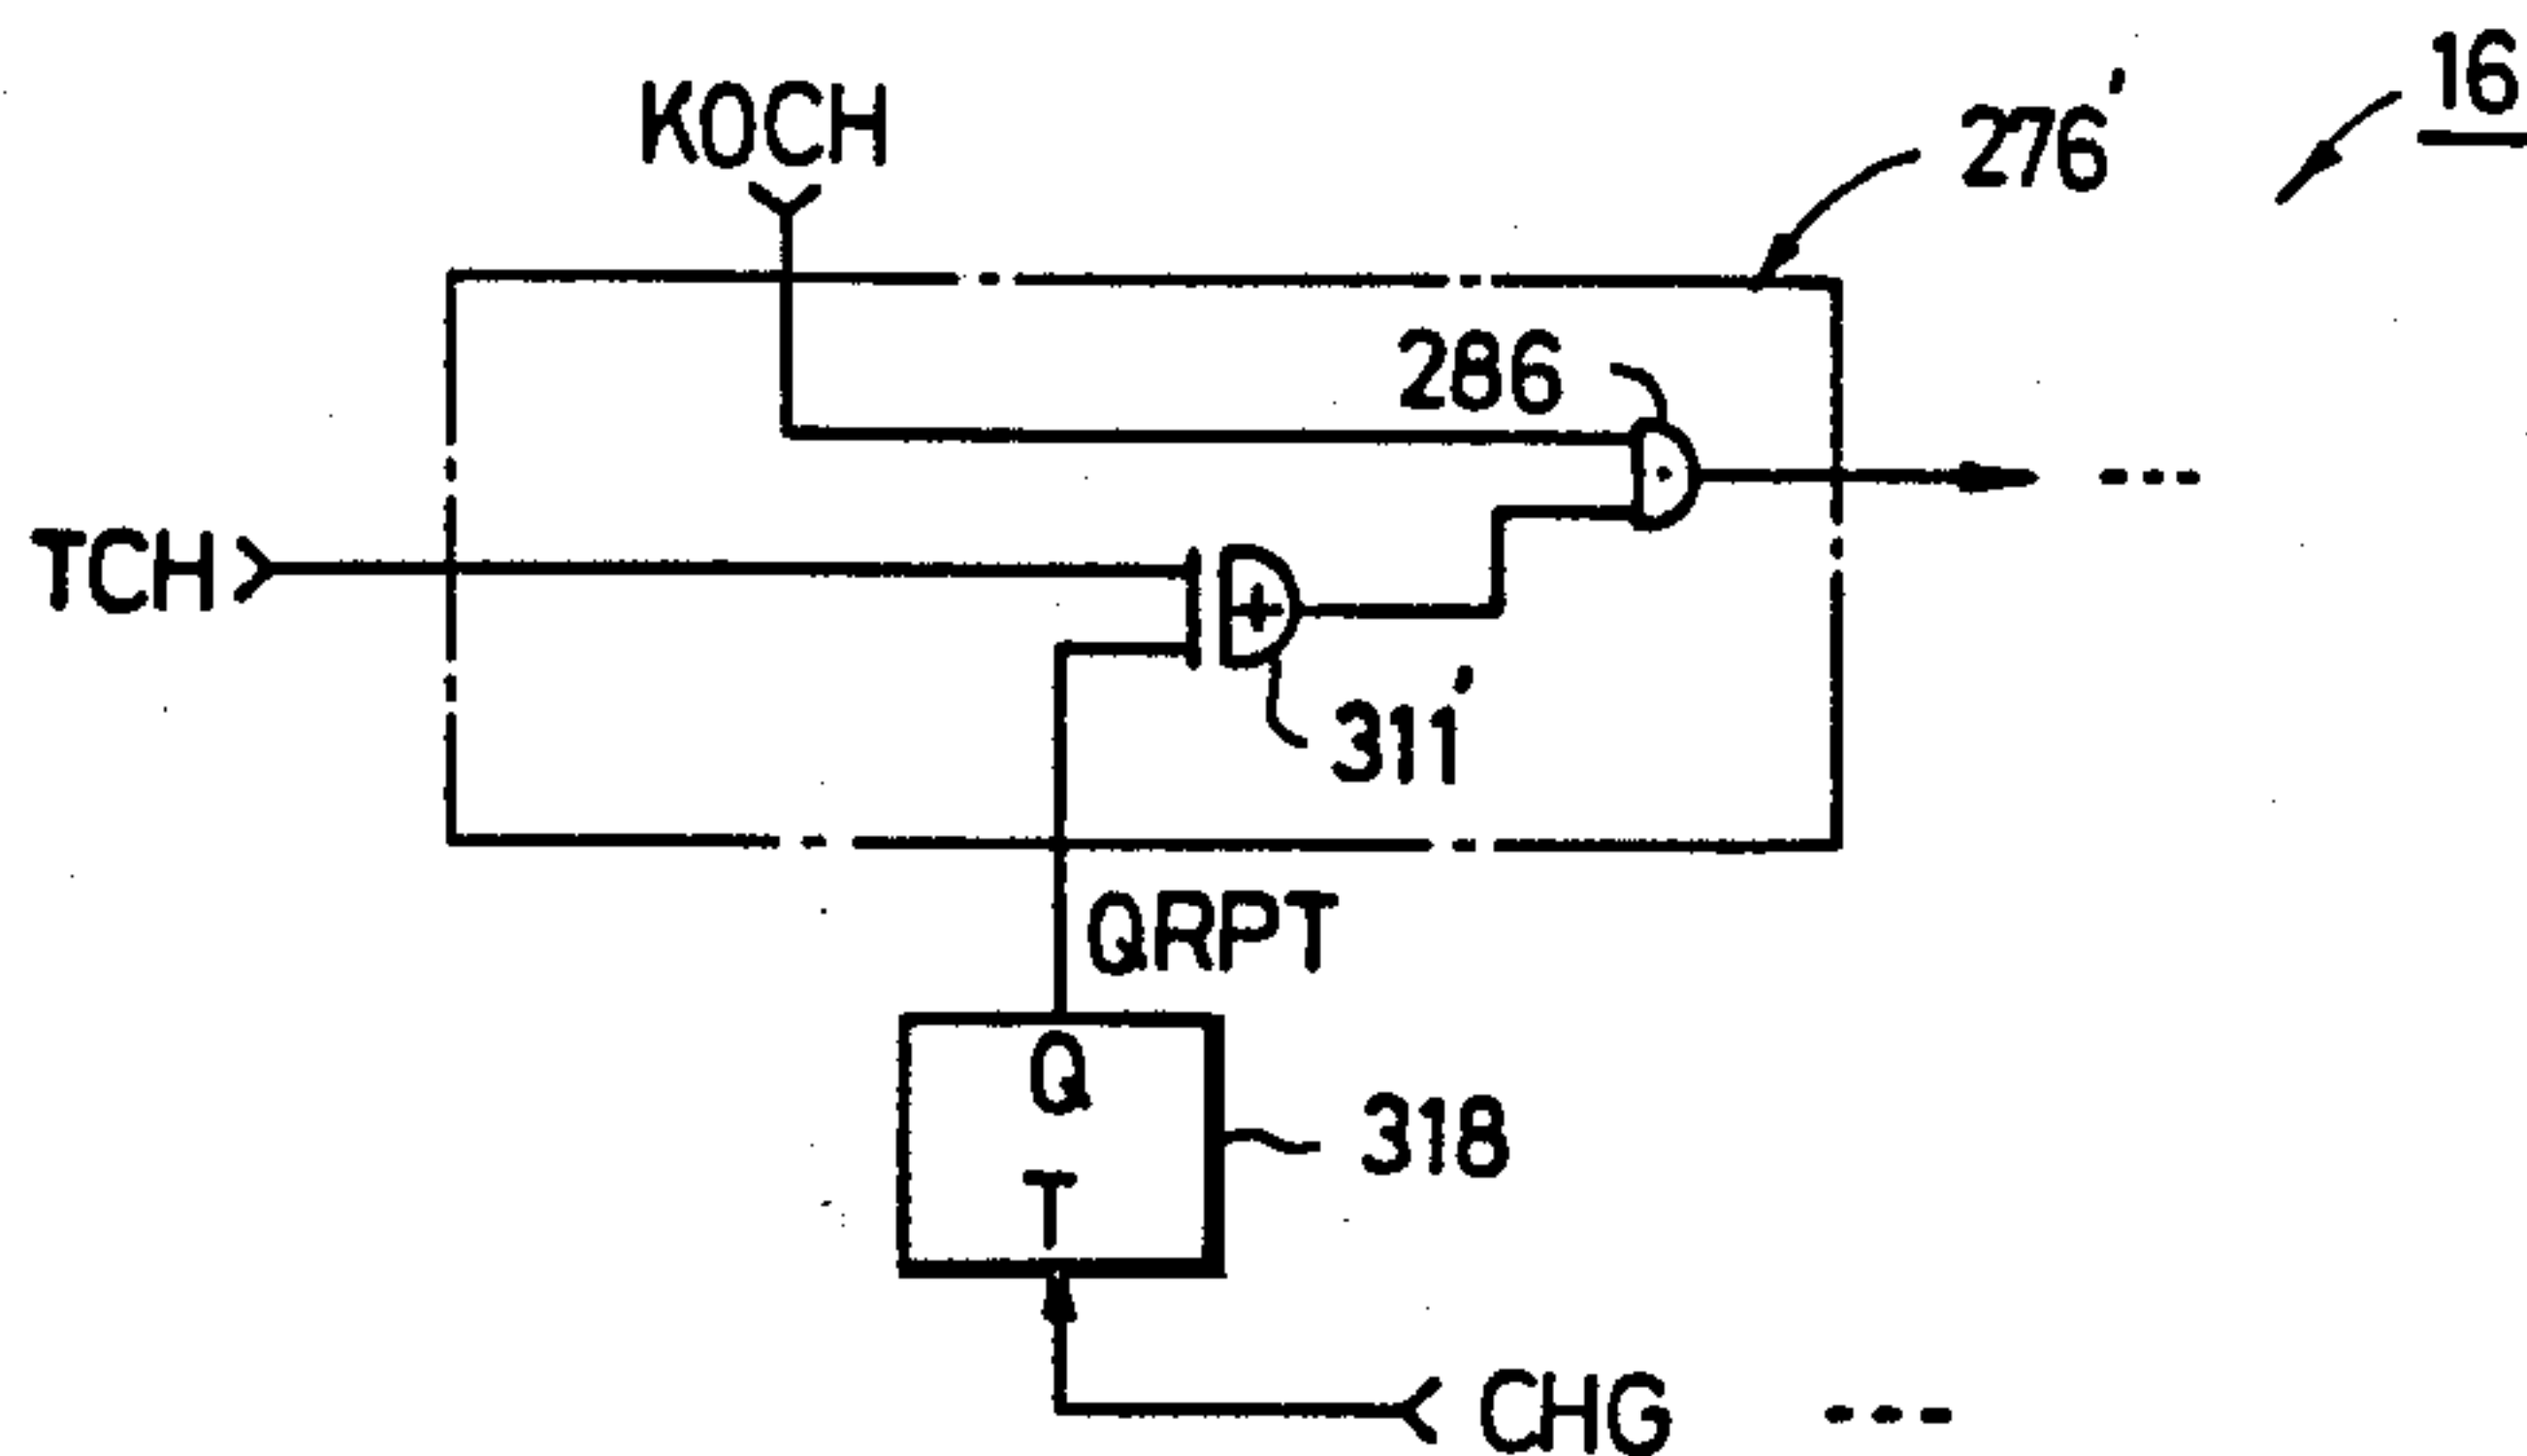 16
276'
KOCH
286
TCH
311'
QRPT
Q
318
T
CHG ---